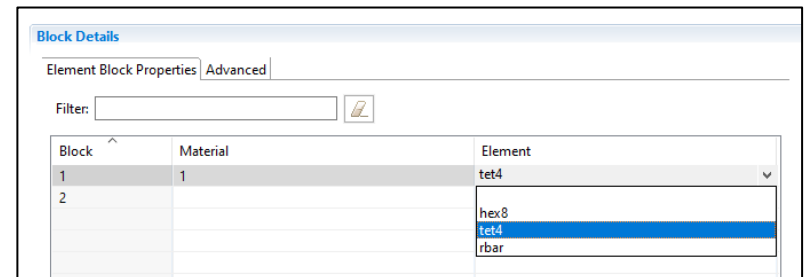 Block Details
Element Block Properties Advanced
Filter:
Block Material Element
1 1 tet4
2
hex8
tet4
rbar